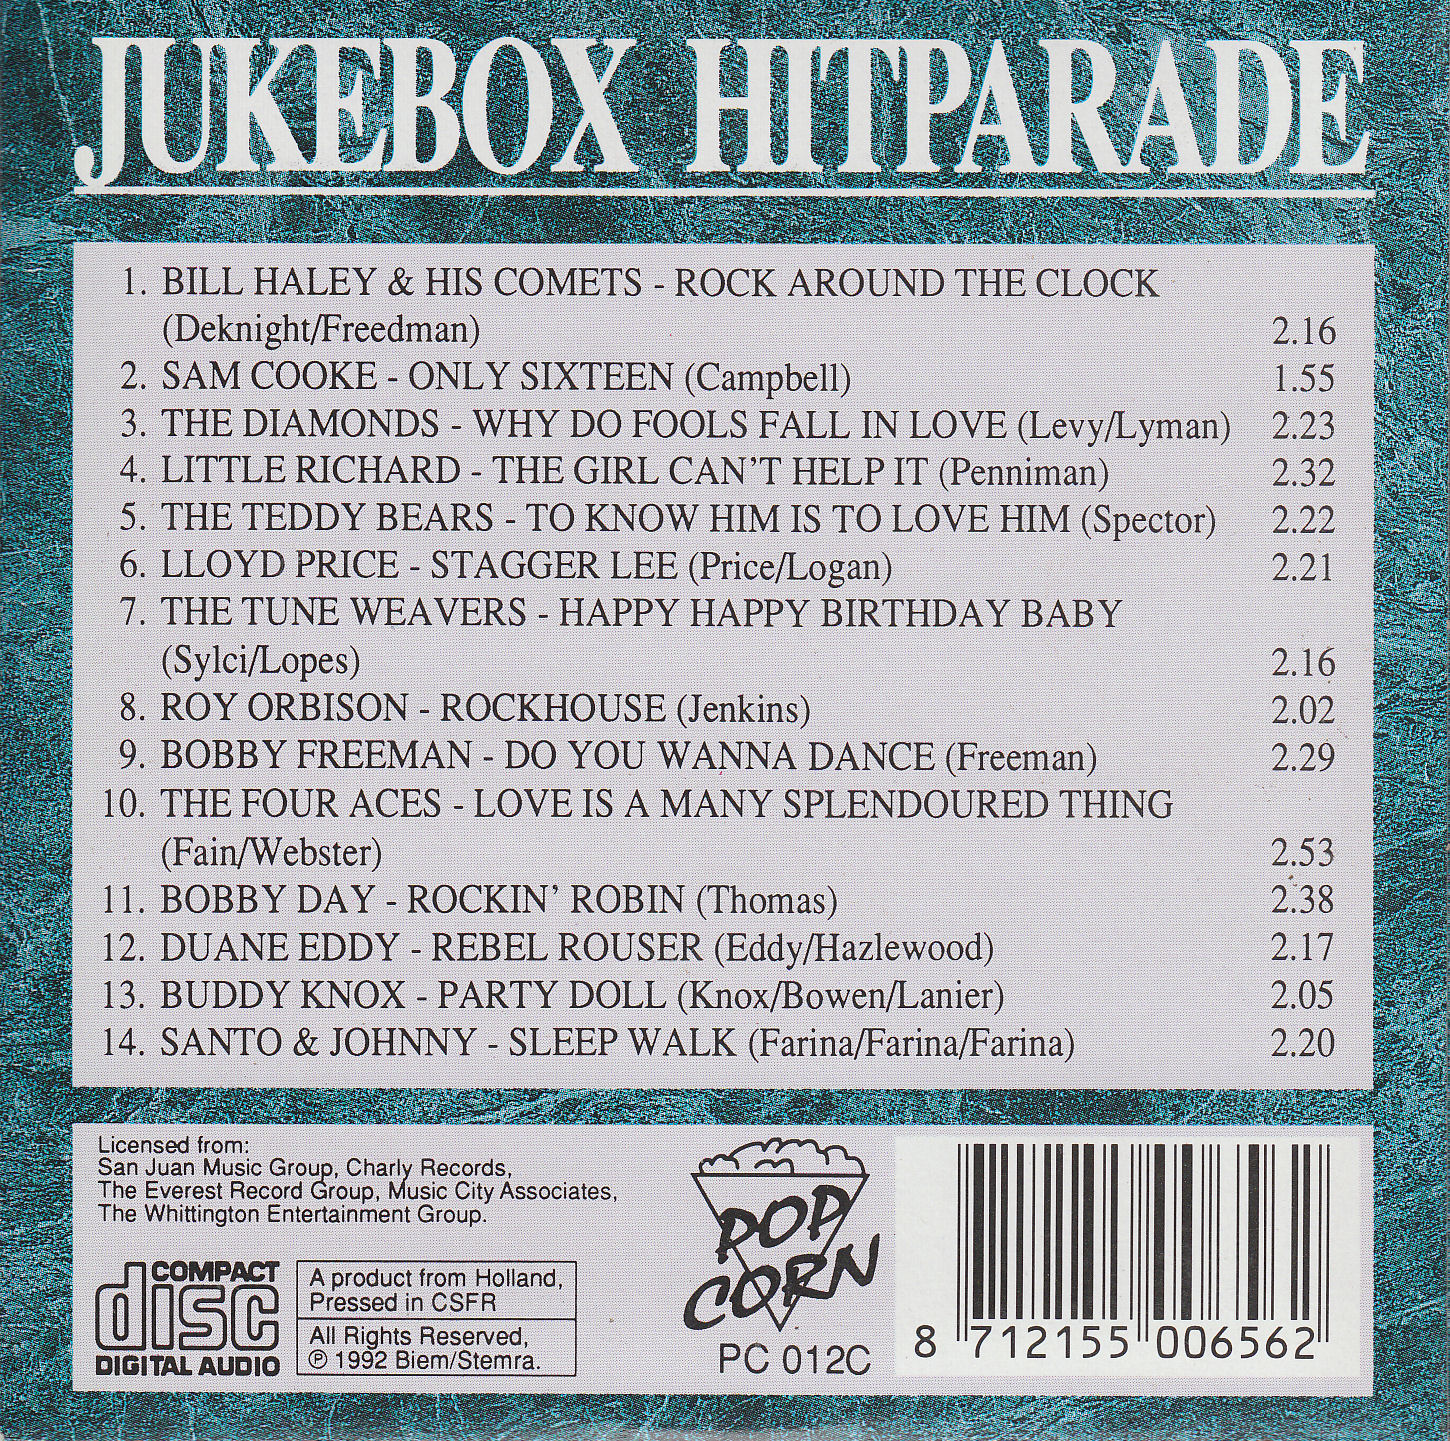 JUKEBOX HITPARADE
1. BILL HALEY & HIS COMETS - ROCK AROUND THE CLOCK
(Deknight/Freedman) 2.16
2. SAM COOKE - ONLY SIXTEEN (Campbell) 1.55
3. THE DIAMONDS - WHY DO FOOLS FALL IN LOVE (Levy/Lyman) 2.23
4. LITTLE RICHARD - THE GIRL CAN'T HELP IT (Penniman) 2.32
5. THE TEDDY BEARS - TO KNOW HIM IS TO LOVE HIM (Spector) 2.22
6. LLOYD PRICE - STAGGER LEE (Price/Logan) 2.21
7. THE TUNE WEAVERS - HAPPY HAPPY BIRTHDAY BABY
(Sylci/Lopes) 2.16
8. ROY ORBISON - ROCKHOUSE (Jenkins) 2.02
9. BOBBY FREEMAN - DO YOU WANNA DANCE (Freeman) 2.29
10. THE FOUR ACES - LOVE IS A MANY SPLENDOURED THING
(Fain/Webster) 2.53
11. BOBBY DAY - ROCKIN' ROBIN (Thomas) 2.38
12. DUANE EDDY - REBEL ROUSER (Eddy/Hazlewood) 2.17
13. BUDDY KNOX - PARTY DOLL (Knox/Bowen/Lanier) 2.05
14. SANTO & JOHNNY - SLEEP WALK (Farina/Farina/Farina) 2.20
Licensed from:
San Juan Music Group, Charly Records,
The Everest Record Group, Music City Associates,
The Whittington Entertainment Group.
COMPACT
disc
DIGITAL AUDIO
A product from Holland,
Pressed in CSFR
All Rights Reserved,
℗ 1992 Biem/Stemra.
POP
CORN
PC 012C
8 712155 006562